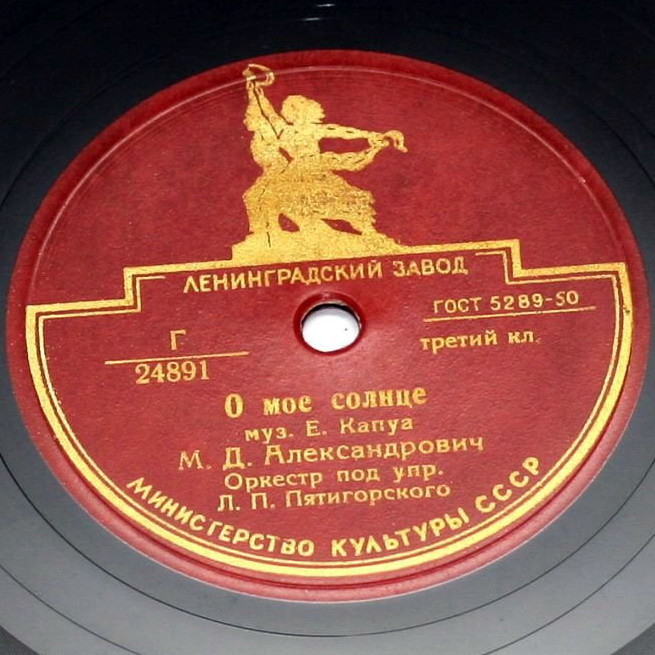 ЛЕНИНГРАДСКИЙ ЗАВОД
ГОСТ 5289-50
Г
24891
третий кл.
О мое солнце
муз. Е. Капуа
М. Д. Александрович
Оркестр под упр.
Л. П. Пятигорского
МИНИСТЕРСТВО КУЛЬТУРЫ СССР